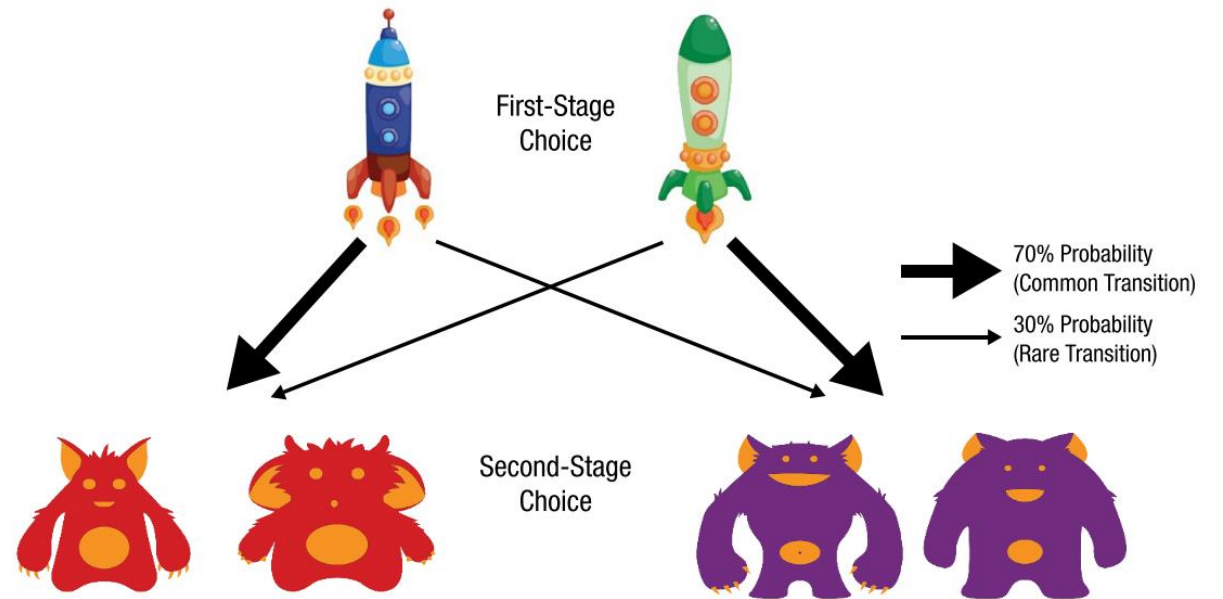 First-Stage
Choice
70% Probability
(Common Transition)
30% Probability
(Rare Transition)
Second-Stage
Choice